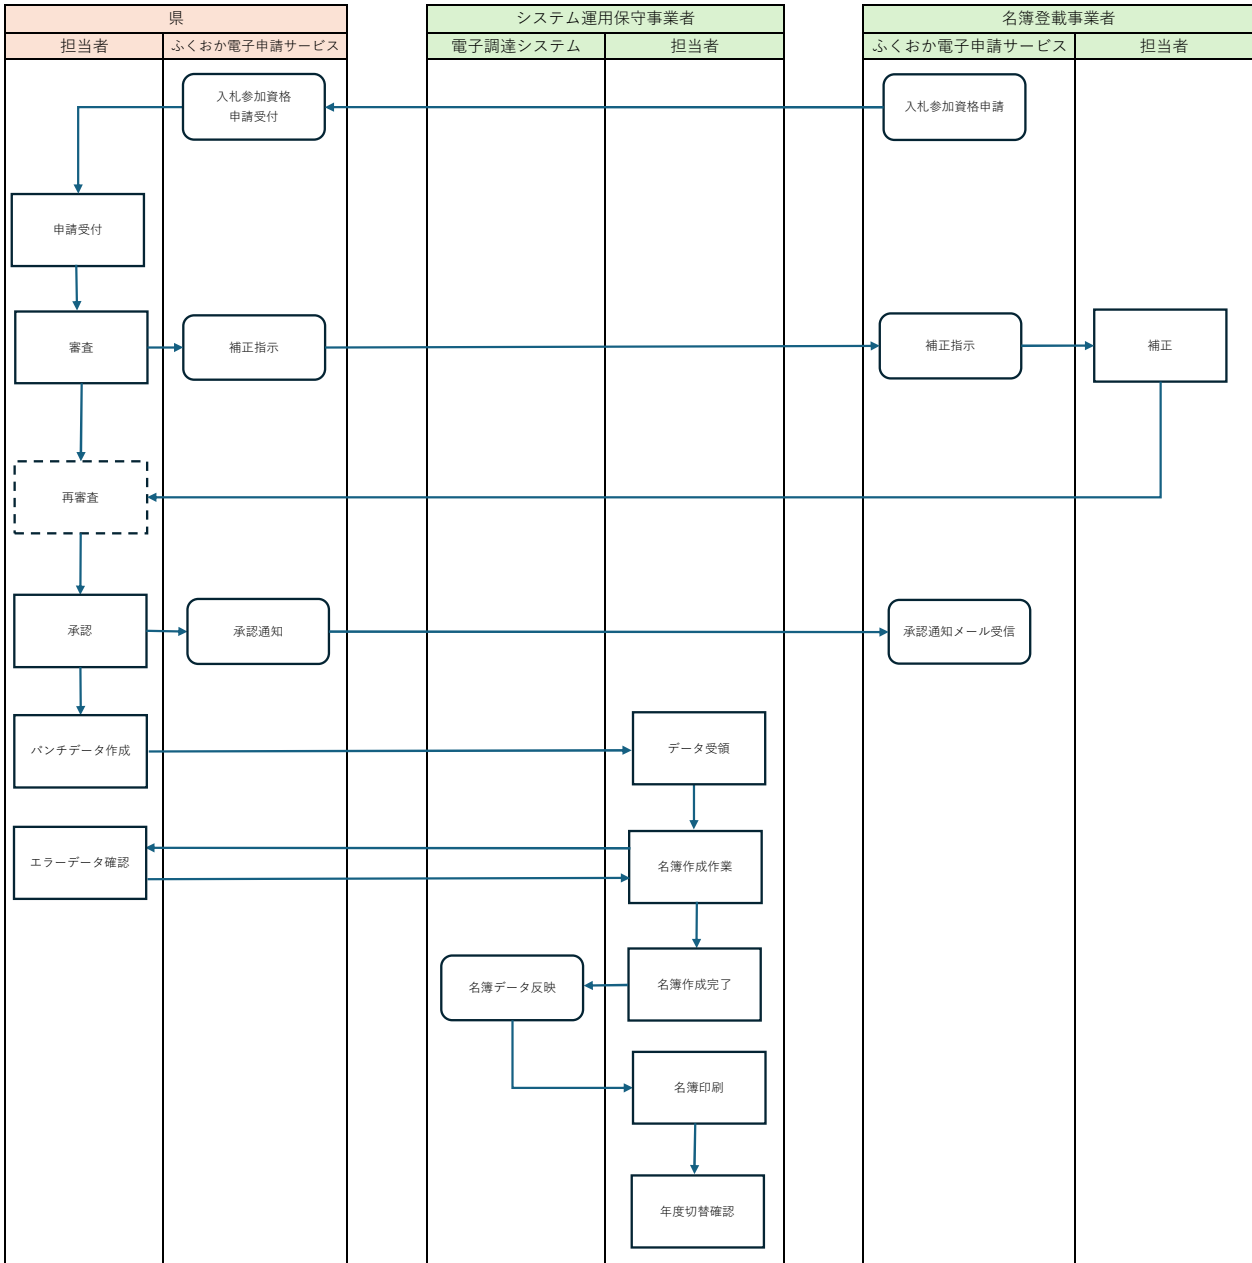 県
システム運用保守事業者
名簿登載事業者
担当者
ふくおか電子申請サービス
電子調達システム
担当者
ふくおか電子申請サービス
担当者
入札参加資格
申請受付
入札参加資格申請
申請受付
審査
補正指示
補正指示
補正
再審査
承認
承認通知
承認通知メール受信
パンチデータ作成
データ受領
エラーデータ確認
名簿作成作業
名簿データ反映
名簿作成完了
名簿印刷
年度切替確認